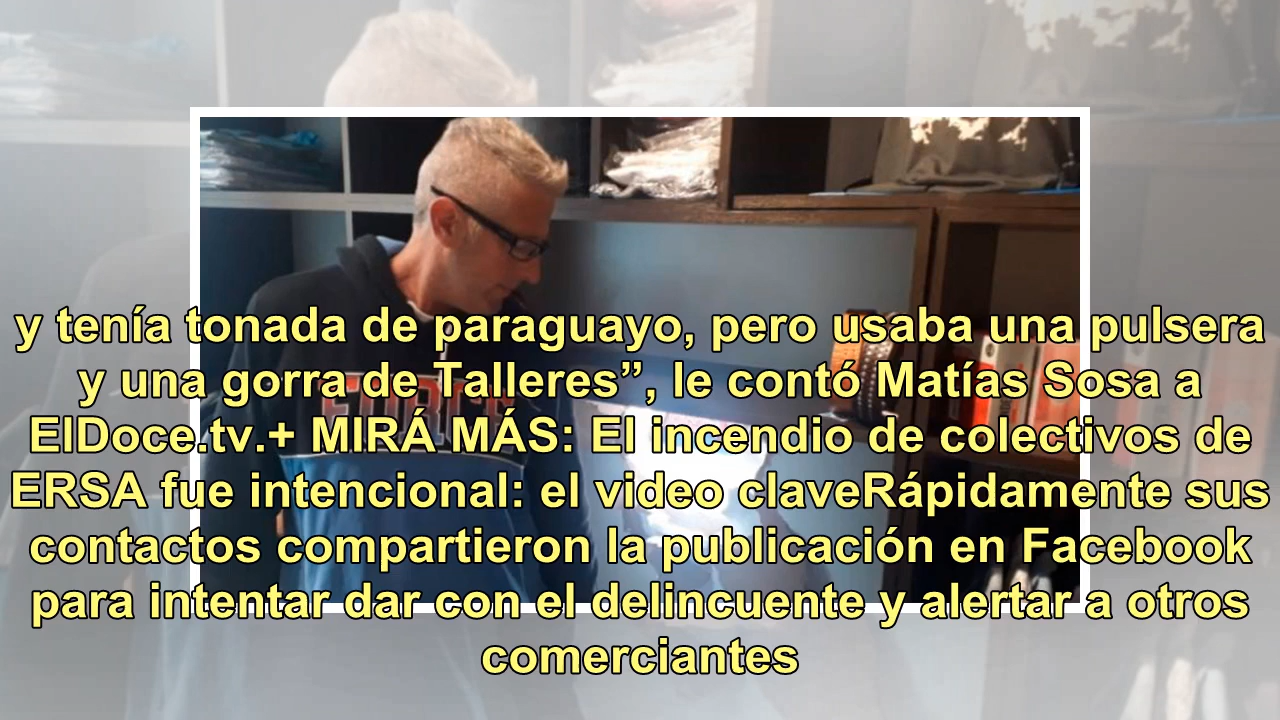 y tenía tonada de paraguayo, pero usaba una pulsera
y una gorra de Talleres”, le contó Matías Sosa a
ElDoce.tv.+ MIRÁ MÁS: El incendio de colectivos de
ERSA fue intencional: el video claveRápidamente sus
contactos compartieron la publicación en Facebook
para intentar dar con el delincuente y alertar a otros
comerciantes